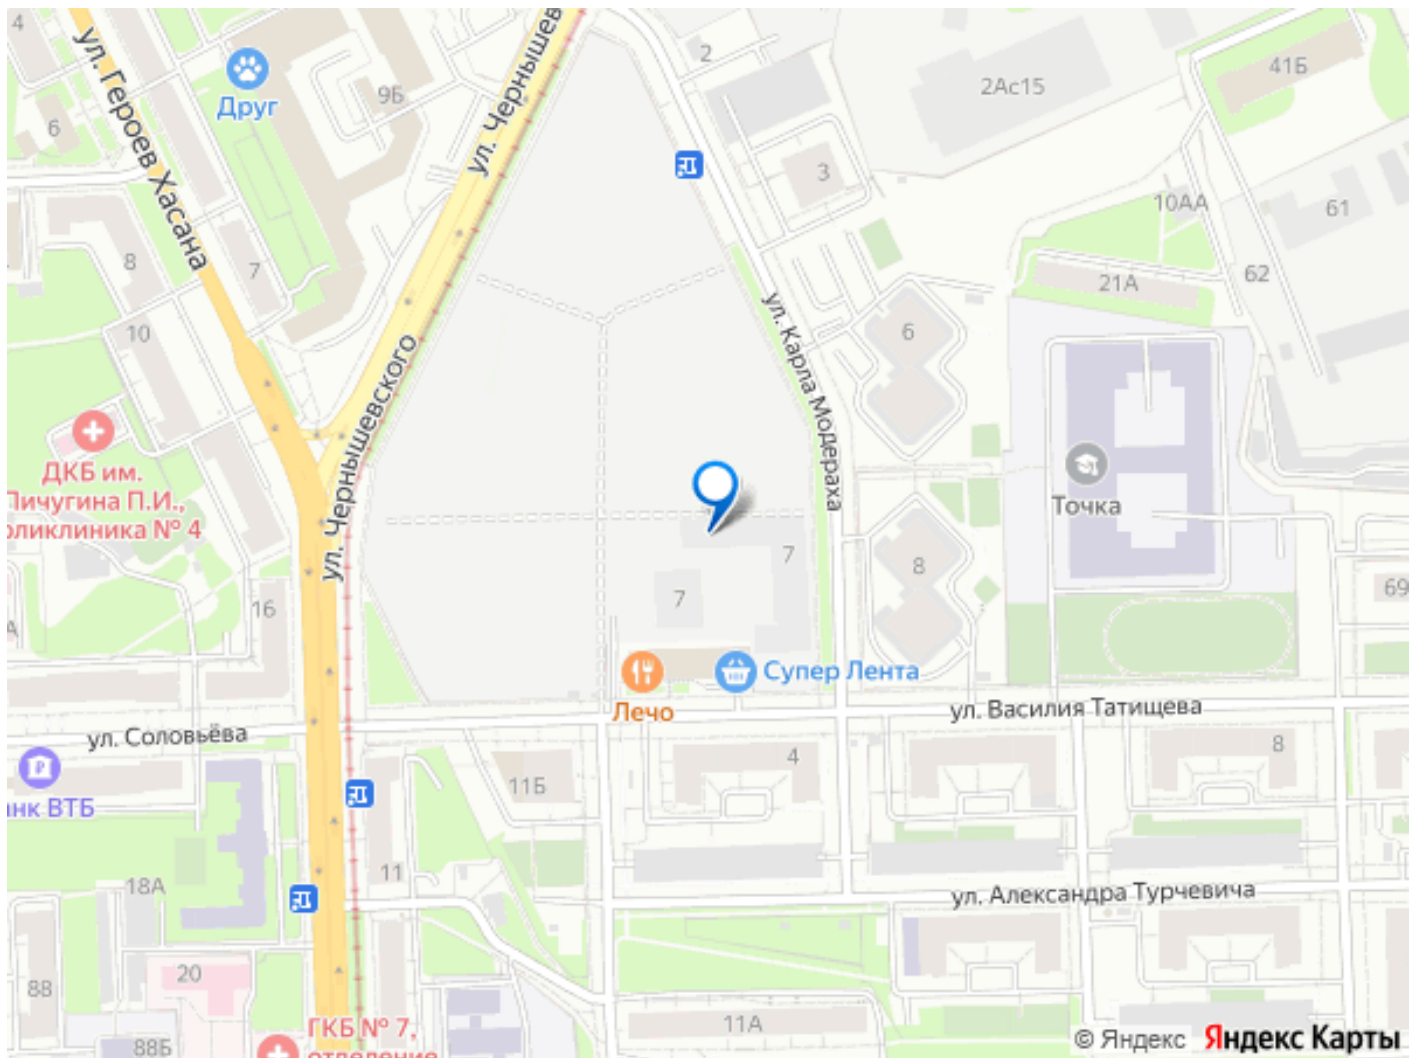 4
ул. Героев Хасана
Друг
9Б
6
ул. Чернышев
2
2Ас15
41Б
3
8
7
10АА
61
62
21А
10
ул. Карла Модераха
6
ул. Чернышевского
ДКБ им.
Пичугина П.И.,
оликлиника № 4
Точка
7
8
7
16
69
А
Супер Лента
Лечо
ул. Василия Татищева
ул. Соловьёва
4
8
11Б
анк ВТБ
18А
11
ул. Александра Турчевича
20
8В
ГКБ № 7,
отделение
88Б
11А
© Яндекс Яндекс Карты